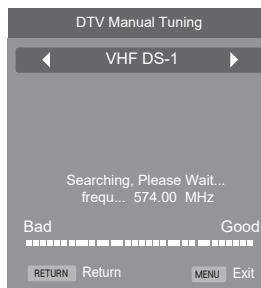 DTV Manual Tuning
VHF DS-1
Searching, Please Wait...
frequ... 574.00 MHz
Bad Good
RETURN Return MENU Exit